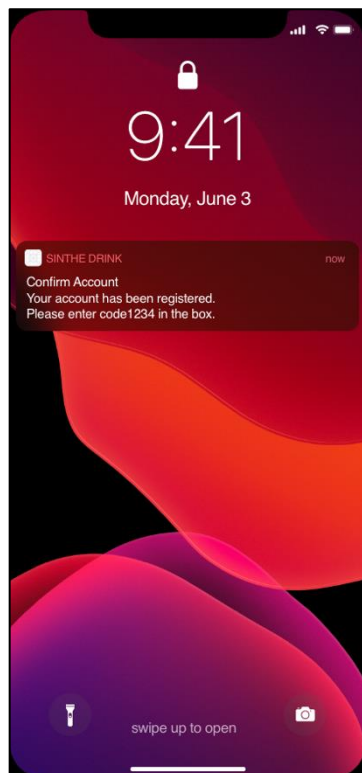 9:41
Monday, June 3
SINTHE DRINK now
Confirm Account
Your account has been registered.
Please enter code1234 in the box.
swipe up to open